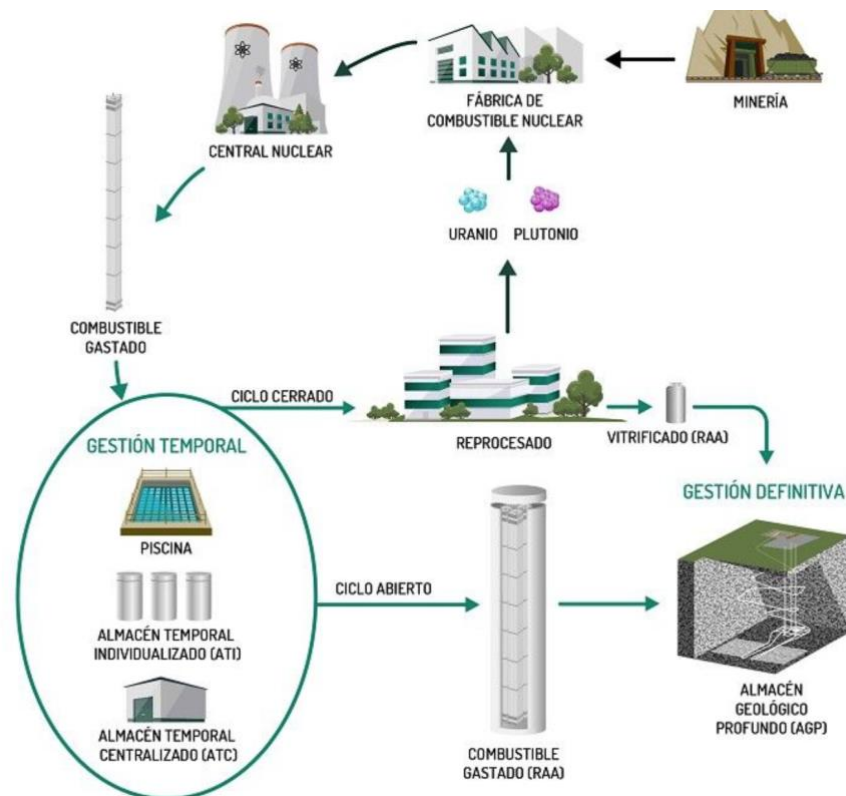 MINERÍA
FÁBRICA DE
COMBUSTIBLE NUCLEAR
CENTRAL NUCLEAR
URANIO
PLUTONIO
COMBUSTIBLE
GASTADO
CICLO CERRADO
REPROCESADO
VITRIFICADO (RAA)
GESTIÓN TEMPORAL
PISCINA
ALMACÉN TEMPORAL
INDIVIDUALIZADO (ATI)
ALMACÉN TEMPORAL
CENTRALIZADO (ATC)
CICLO ABIERTO
COMBUSTIBLE
GASTADO (RAA)
GESTIÓN DEFINITIVA
ALMACÉN
GEOLÓGICO
PROFUNDO (AGP)